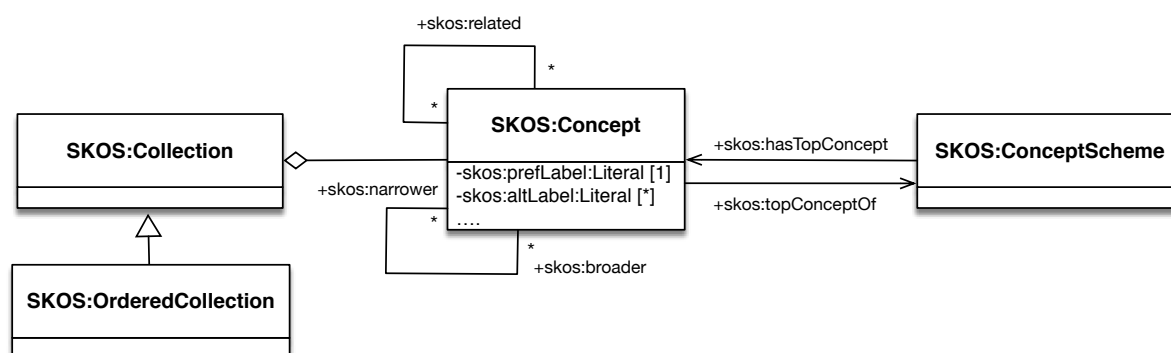 +skos:related
*
*
SKOS:Concept
SKOS:Collection
+skos:hasTopConcept
SKOS:ConceptScheme
-skos:prefLabel:Literal [1]
+skos:narrower
-skos:altLabel:Literal [*]
+skos:topConceptOf
*
....
*
+skos:broader
SKOS:OrderedCollection